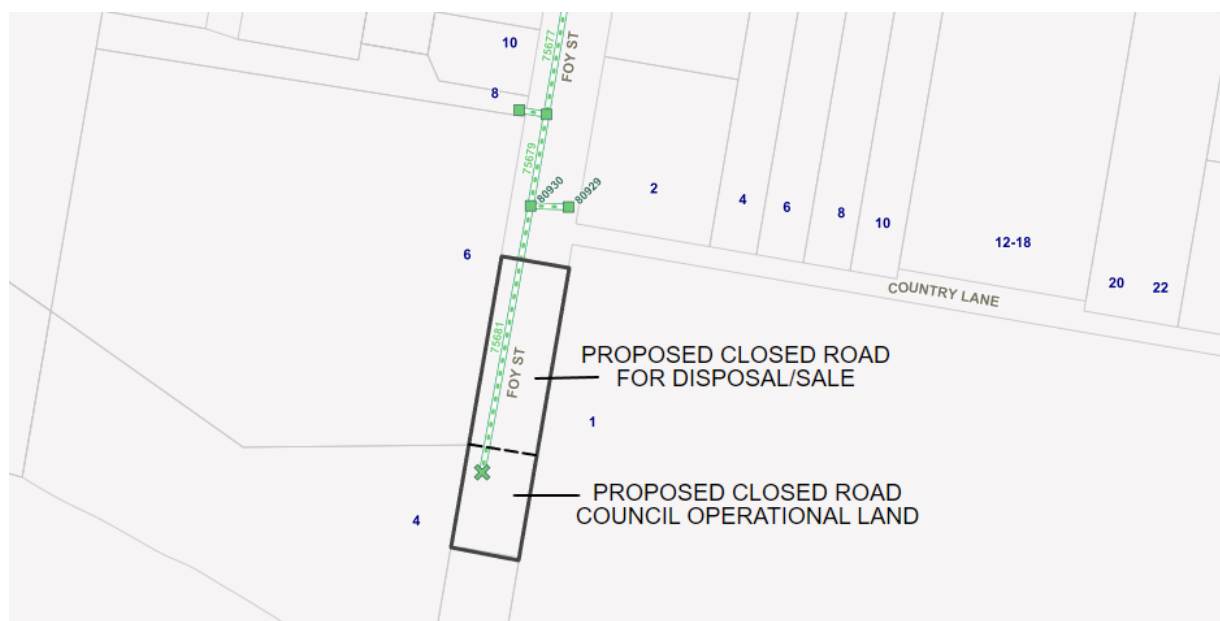 10
75677
FOY ST
8
75679
80930
80929
2
4
6
8
10
12-18
6
20
22
COUNTRY LANE
75681
FOY ST
PROPOSED CLOSED ROAD
FOR DISPOSAL/SALE
1
PROPOSED CLOSED ROAD
COUNCIL OPERATIONAL LAND
4